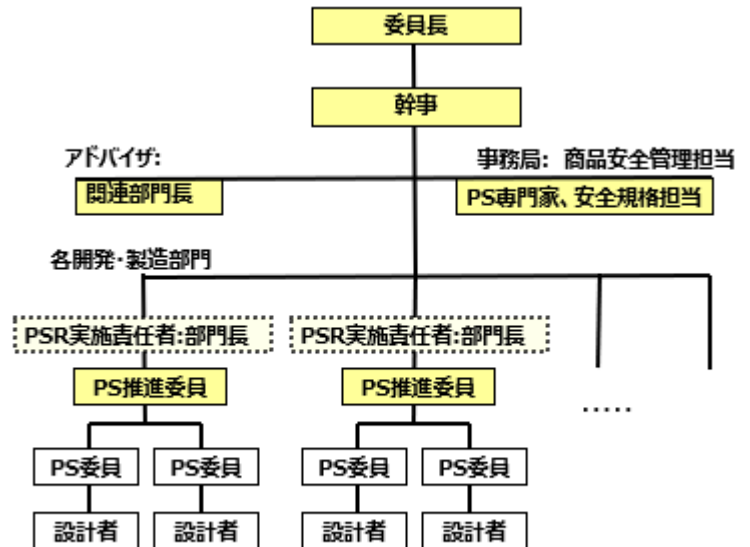 委員長
幹事
アドバイザ:
事務局: 商品安全管理担当
関連部門長
PS専門家、安全規格担当
各開発・製造部門
PSR実施責任者:部門長
PSR実施責任者:部門長
PS推進委員
PS推進委員
.....
PS委員
PS委員
PS委員
PS委員
設計者
設計者
設計者
設計者